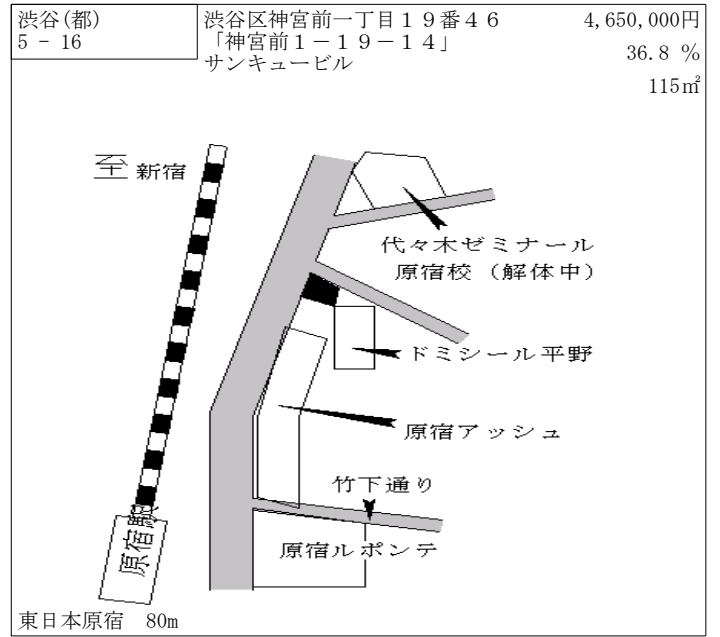 渋谷(都)
5 - 16
渋谷区神宮前一丁目１９番４６
「神宮前１－１９－１４」
サンキュービル
4,650,000円
36.8 %
115㎡
至 新宿
代々木ゼミナール
原宿校（解体中）
ドミシール平野
原宿アッシュ
竹下通り
原宿駅
原宿ルポンテ
東日本原宿 80m